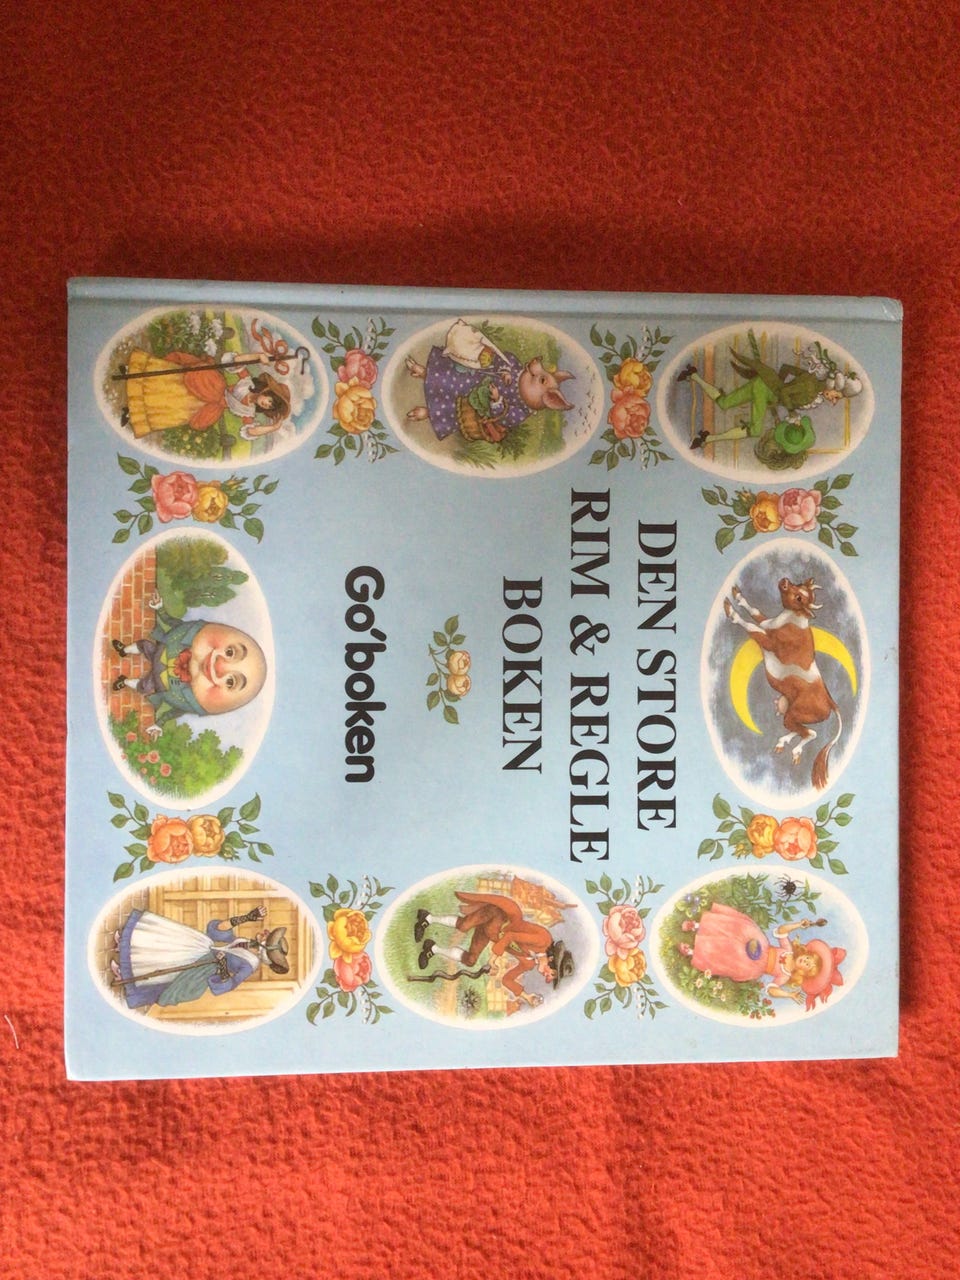 DEN STORE
RIM & REGLE
BOKEN
Go'boken